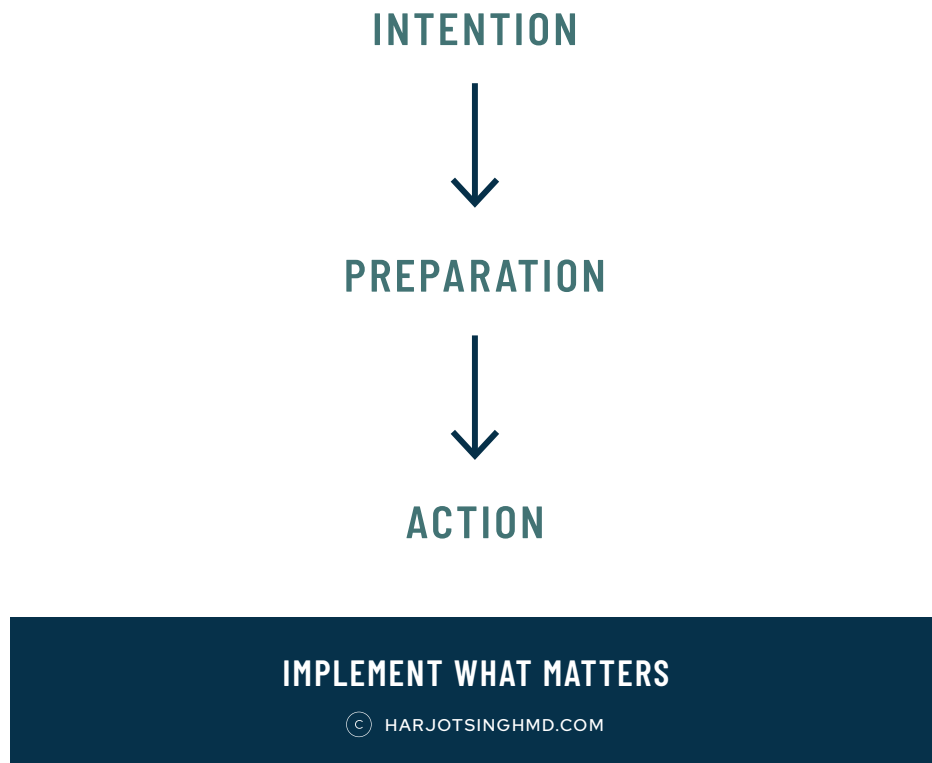 INTENTION
PREPARATION
ACTION
IMPLEMENT WHAT MATTERS
© HARJOTSINGHMD.COM